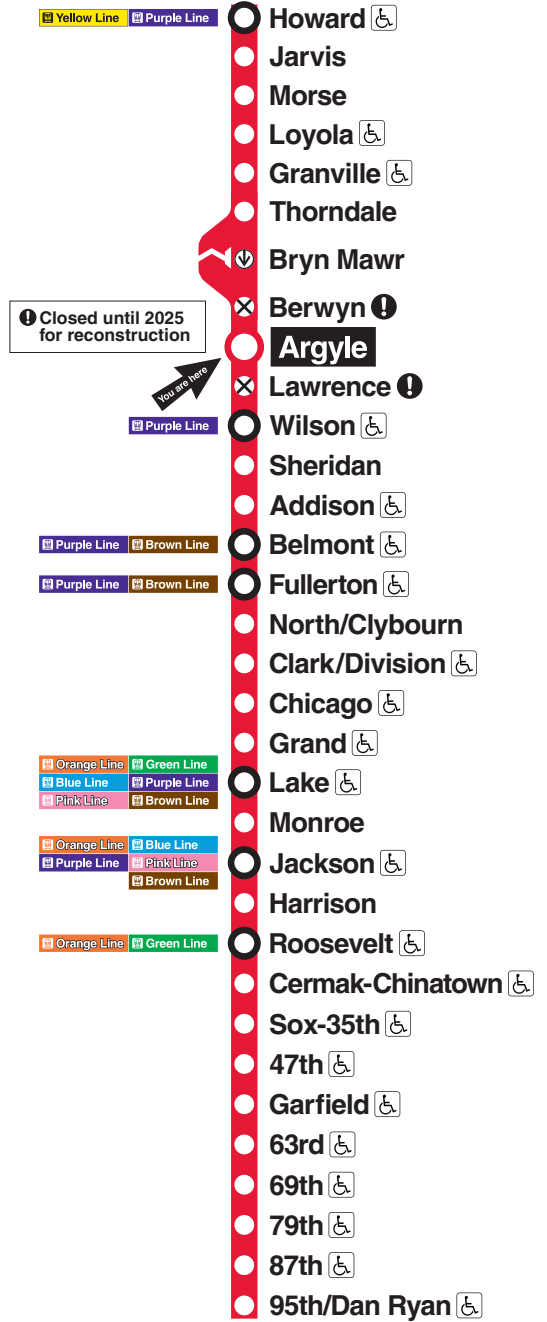 Yellow Line Purple Line Howard
Jarvis
Morse
Loyola
Granville
Thorndale
Bryn Mawr
Berwyn
Closed until 2025
for reconstruction
Argyle
You are here
Lawrence
Purple Line Wilson
Sheridan
Addison
Purple Line Brown Line Belmont
Purple Line Brown Line Fullerton
North/Clybourn
Clark/Division
Chicago
Grand
Orange Line Green Line
Blue Line Purple Line Lake
Pink Line Brown Line
Monroe
Orange Line Blue Line
Purple Line Pink Line Jackson
Brown Line
Harrison
Orange Line Green Line Roosevelt
Cermak-Chinatown
Sox-35th
47th
Garfield
63rd
69th
79th
87th
95th/Dan Ryan